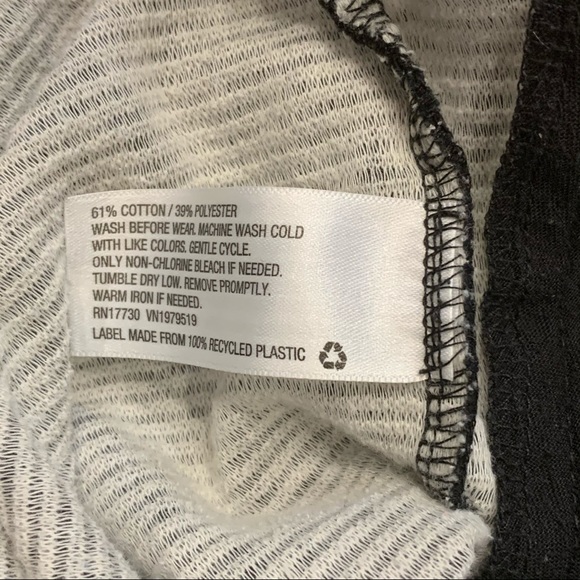 61% COTTON / 39% POLYESTER
WASH BEFORE WEAR. MACHINE WASH COLD
WITH LIKE COLORS. GENTLE CYCLE.
ONLY NON-CHLORINE BLEACH IF NEEDED.
TUMBLE DRY LOW. REMOVE PROMPTLY.
WARM IRON IF NEEDED.
RN17730 VN1979519
LABEL MADE FROM 100% RECYCLED PLASTIC